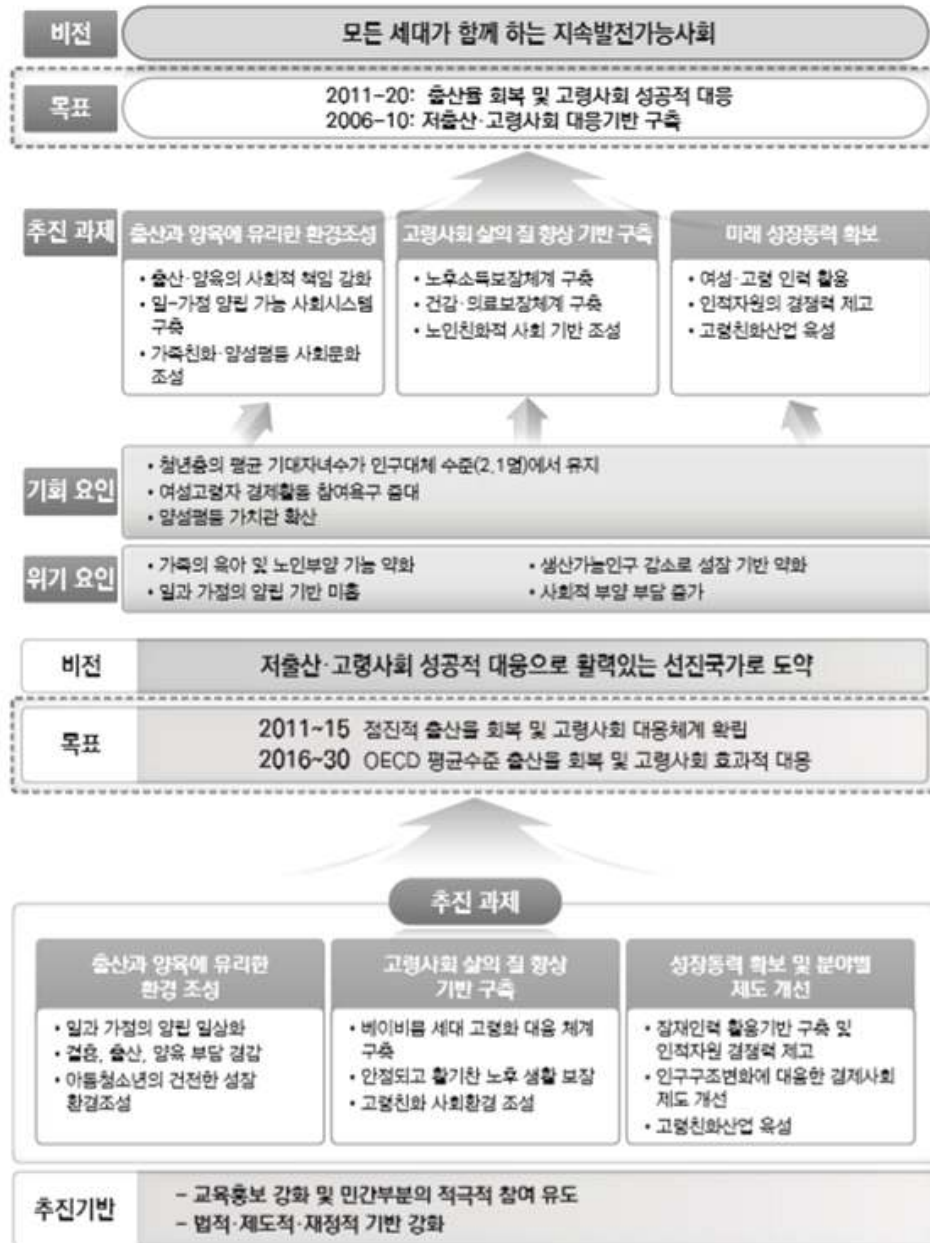 비전
모든 세대가 함께 하는 지속발전가능사회
목표
2011-20: 출산율 회복 및 고령사회 성공적 대응
2006-10: 저출산·고령사회 대응기반 구축
추진 과제
출산과 양육에 유리한 환경조성
• 출산·양육의 사회적 책임 강화
• 일-가정 양립 가능 사회시스템
구축
• 가족친화·양성평등 사회문화
조성
고령사회 삶의 질 향상 기반 구축
• 노후소득보장체계 구축
• 건강·의료보장체계 구축
• 노인친화적 사회 기반 조성
미래 성장동력 확보
• 여성·고령 인력 활용
• 인적자원의 경쟁력 제고
• 고령친화산업 육성
기회 요인
• 청년층의 평균 기대자녀수가 인구대체 수준(2.1명)에서 유지
• 여성고령자 경제활동 참여욕구 증대
• 양성평등 가치관 확산
위기 요인
• 가족의 육아 및 노인부양 기능 약화
• 일과 가정의 양립 기반 미흡
• 생산가능인구 감소로 성장 기반 약화
• 사회적 부양 부담 증가
비전
저출산·고령사회 성공적 대응으로 활력있는 선진국가로 도약
목표
2011~15 점진적 출산율 회복 및 고령사회 대응체계 확립
2016~30 OECD 평균수준 출산율 회복 및 고령사회 효과적 대응
추진 과제
출산과 양육에 유리한
환경 조성
• 일과 가정의 양립 일상화
• 결혼, 출산, 양육 부담 경감
• 아동청소년의 건전한 성장
환경조성
고령사회 삶의 질 향상
기반 구축
• 베이비붐 세대 고령화 대응 체계
구축
• 안정되고 활기찬 노후 생활 보장
• 고령친화 사회환경 조성
성장동력 확보 및 분야별
제도 개선
• 잠재인력 활용기반 구축 및
인적자원 경쟁력 제고
• 인구구조변화에 대응한 경제사회
제도 개선
• 고령친화산업 육성
추진기반
- 교육홍보 강화 및 민간부분의 적극적 참여 유도
- 법적·제도적·재정적 기반 강화